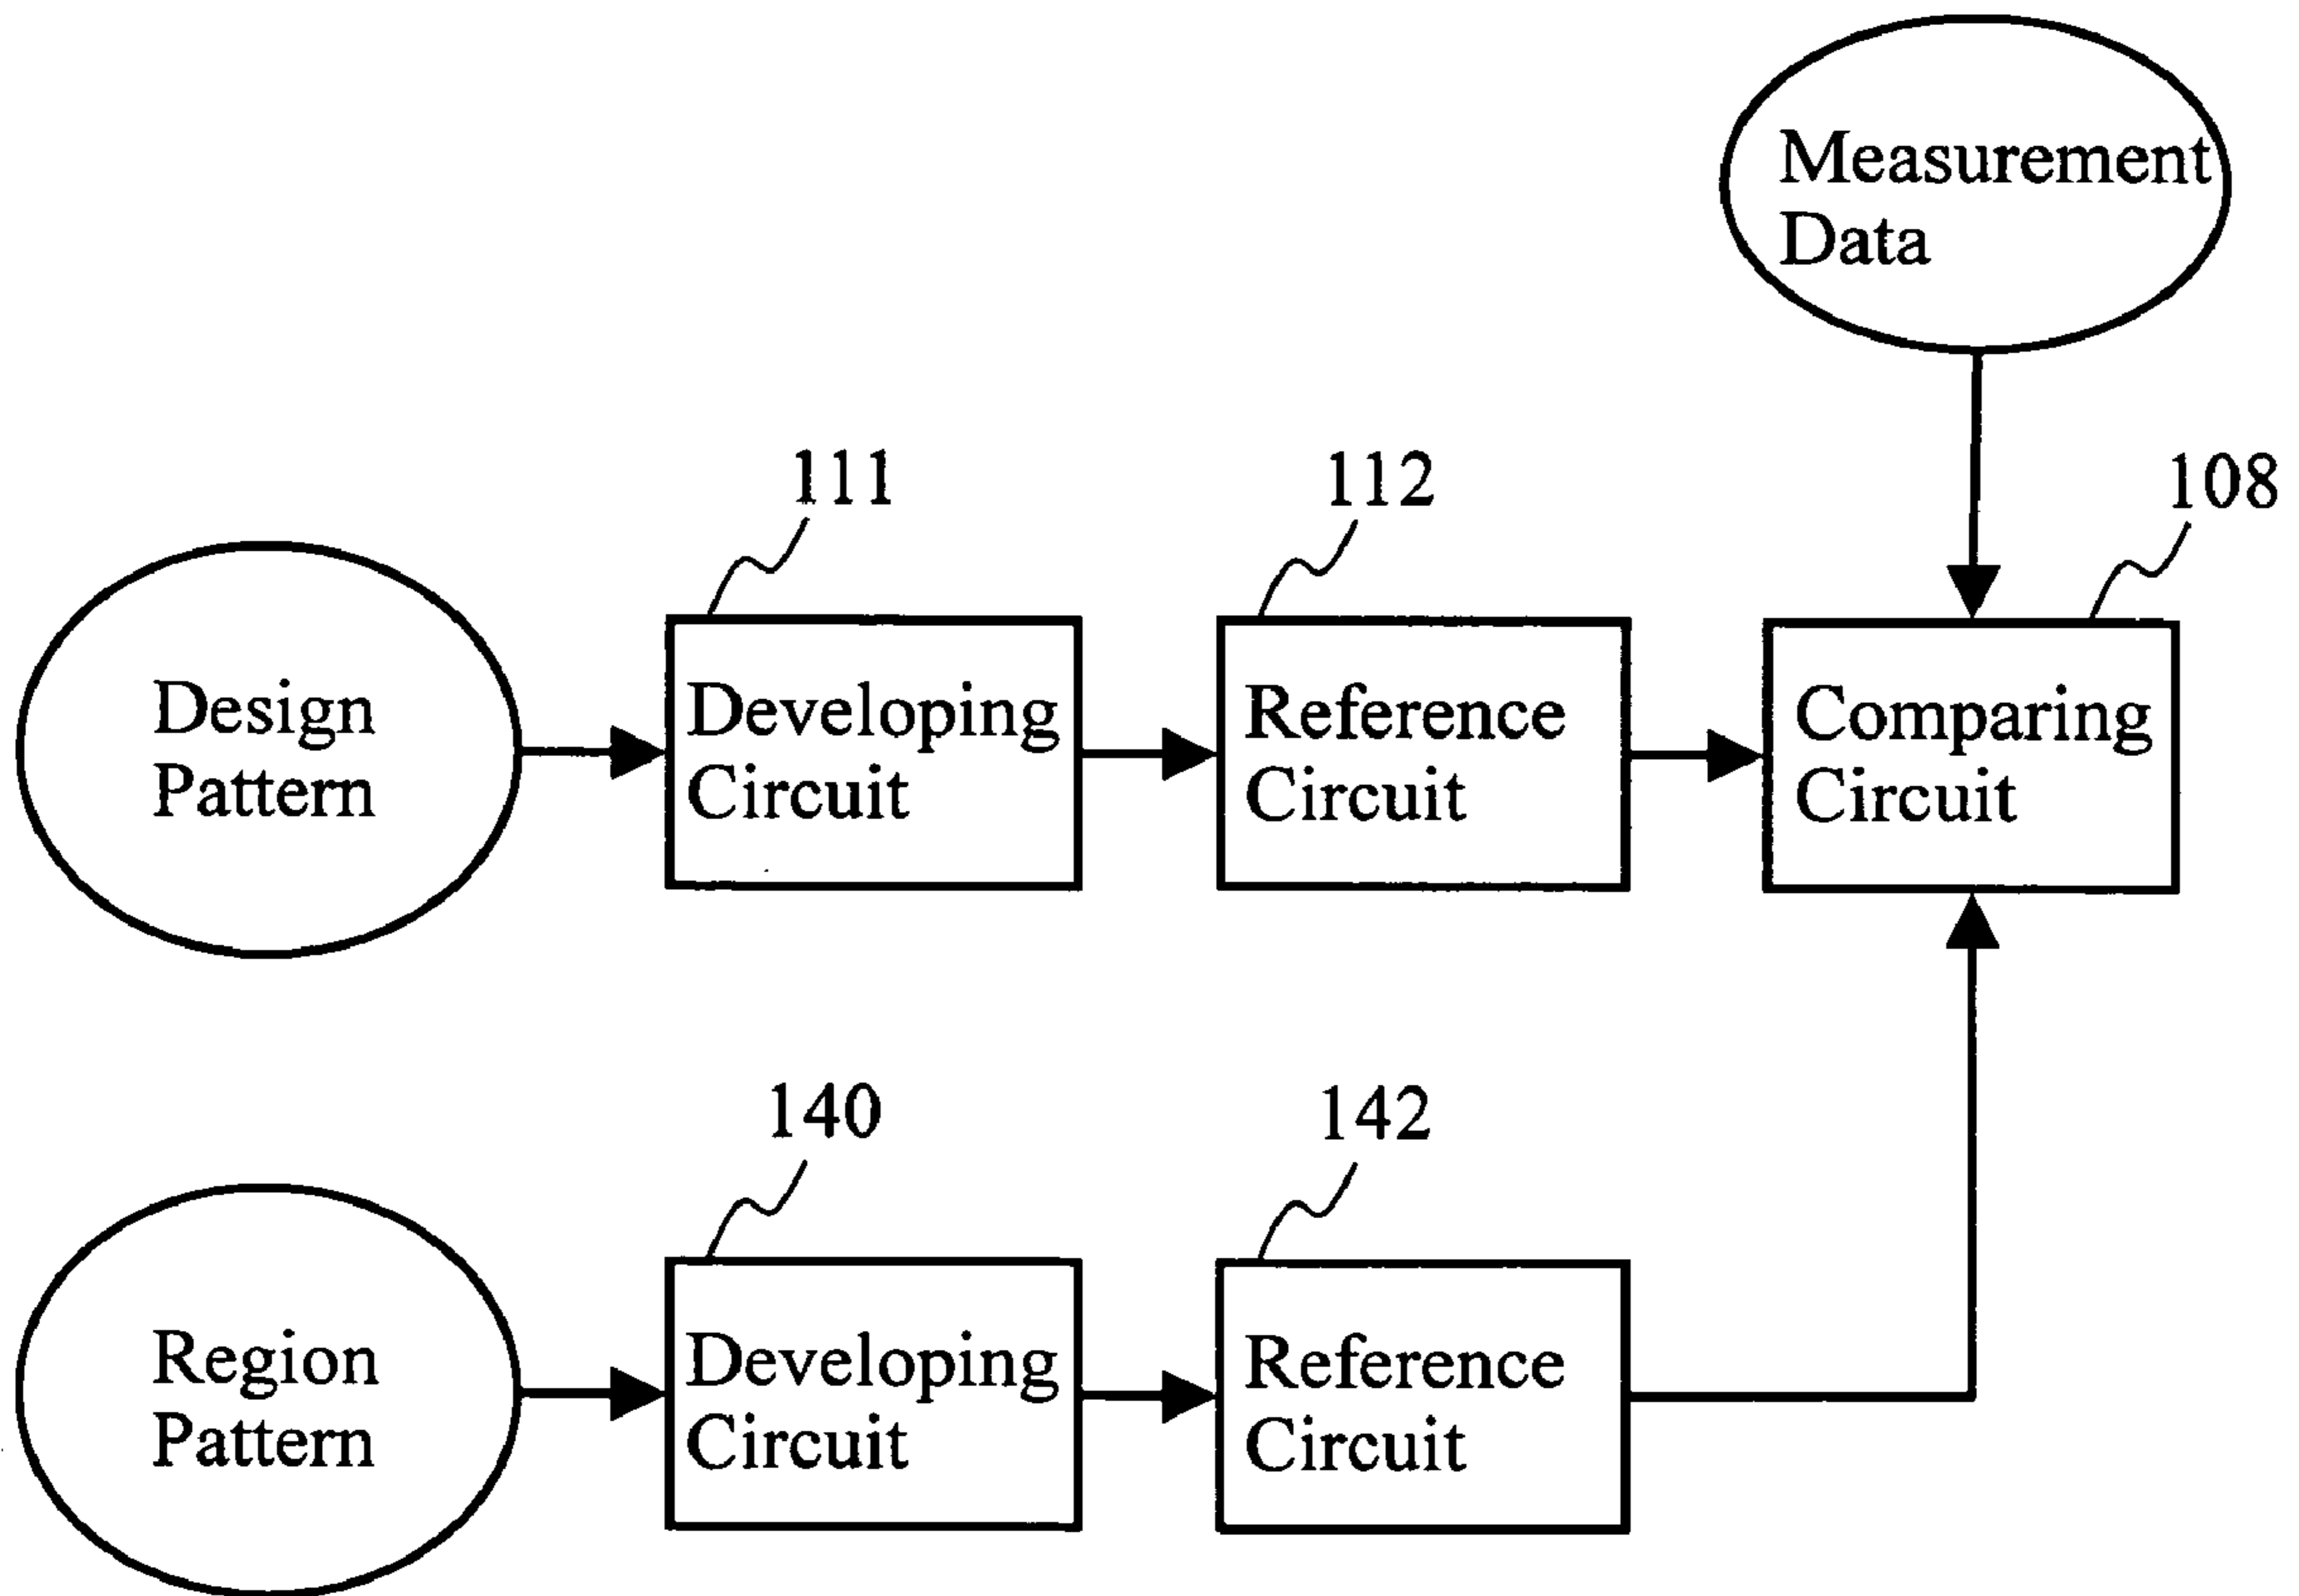 Measurement
Data
111
112
108
Design
Pattern
Developing
Circuit
Reference
Circuit
Comparing
Circuit
140
142
Region
Pattern
Developing
Circuit
Reference
Circuit